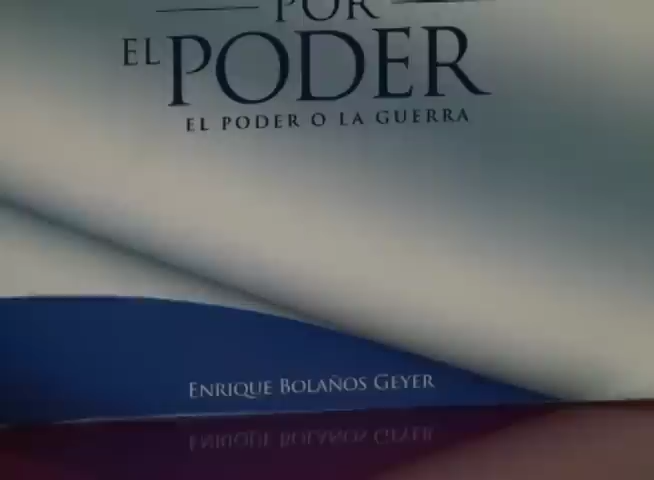 POR
EL PODER
EL PODER O LA GUERRA
ENRIQUE BOLAÑOS GEYER